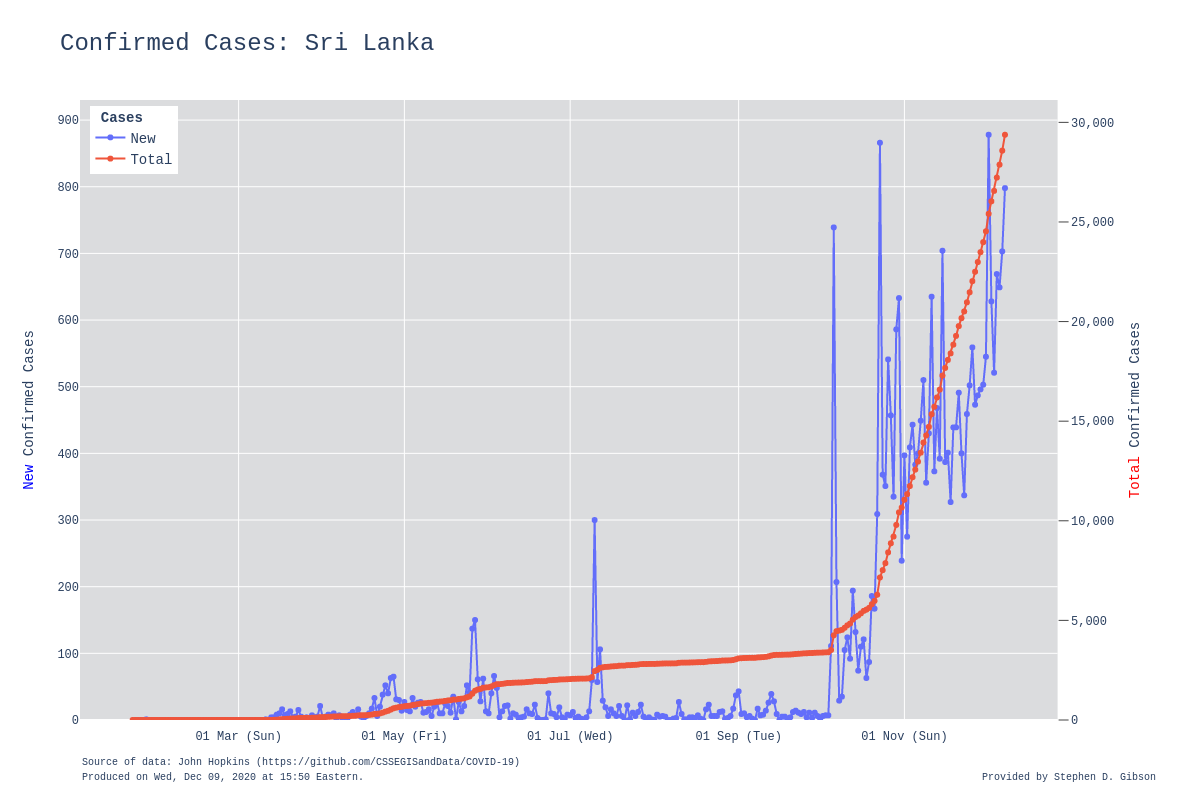 Confirmed Cases: Sri Lanka
Cases
New
Total
900
800
700
600
500
400
300
200
100
0
New Confirmed Cases
30,000
25,000
20,000
15,000
10,000
5,000
0
Total Confirmed Cases
01 Mar (Sun)
01 May (Fri)
01 Jul (Wed)
01 Sep (Tue)
01 Nov (Sun)
Source of data: John Hopkins (https://github.com/CSSEGISandData/COVID-19)
Produced on Wed, Dec 09, 2020 at 15:50 Eastern.
Provided by Stephen D. Gibson